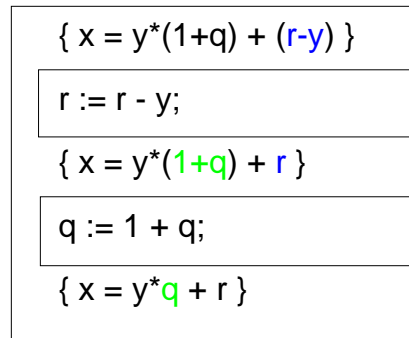 { x = y*(1+q) + (r-y) }
r := r - y;
{ x = y*(1+q) + r }
q := 1 + q;
{ x = y*q + r }